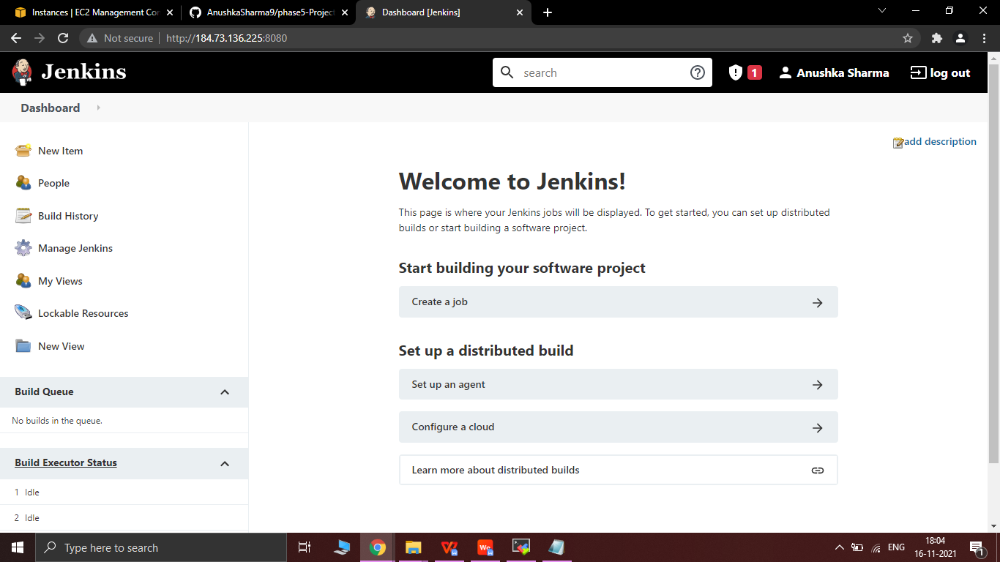 Instances | EC2 Management Cor
AnushkaSharma9/phase5-Project
Dashboard [Jenkins]
Not secure
http://184.73.136.225:8080
Jenkins
search
1
Anushka Sharma
log out
Dashboard
New Item
People
Build History
Manage Jenkins
My Views
Lockable Resources
New View
Build Queue
No builds in the queue.
Build Executor Status
1 Idle
2 Idle
add description
Welcome to Jenkins!
This page is where your Jenkins jobs will be displayed. To get started, you can set up distributed
builds or start building a software project.
Start building your software project
Create a job
Set up a distributed build
Set up an agent
Configure a cloud
Learn more about distributed builds
Type here to search
ENG
18:04
16-11-2021
1